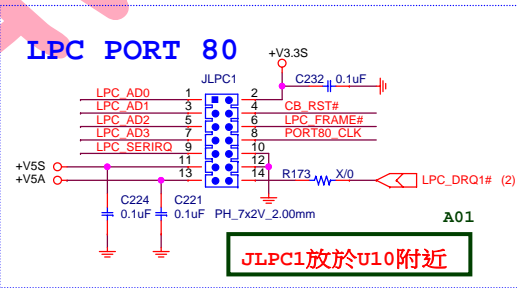 LPC PORT 80
+V3.3S
JLPC1
C232 0.1uF
LPC_AD0 1 2
LPC_AD1 3 4 CB_RST#
LPC_AD2 5 6 LPC_FRAME#
LPC_AD3 7 8 PORT80_CLK
LPC_SERIRQ 9 10
+V5S 11 12
+V5A 13 14 R173 X/0 LPC_DRQ1# (2)
C224 0.1uF
C221 0.1uF
PH_7x2V_2.00mm
A01
JLPC1放於U10附近